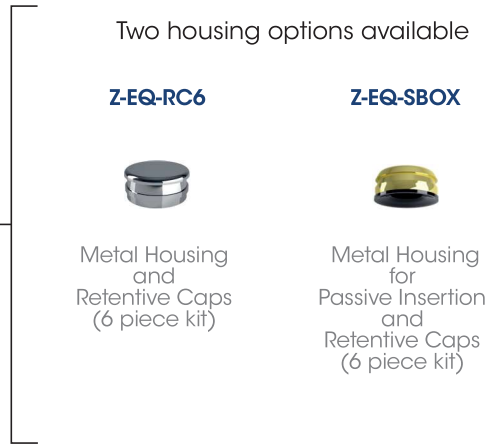 Two housing options available
Z-EQ-RC6
Metal Housing
and
Retentive Caps
(6 piece kit)
Z-EQ-SBOX
Metal Housing
for
Passive Insertion
and
Retentive Caps
(6 piece kit)